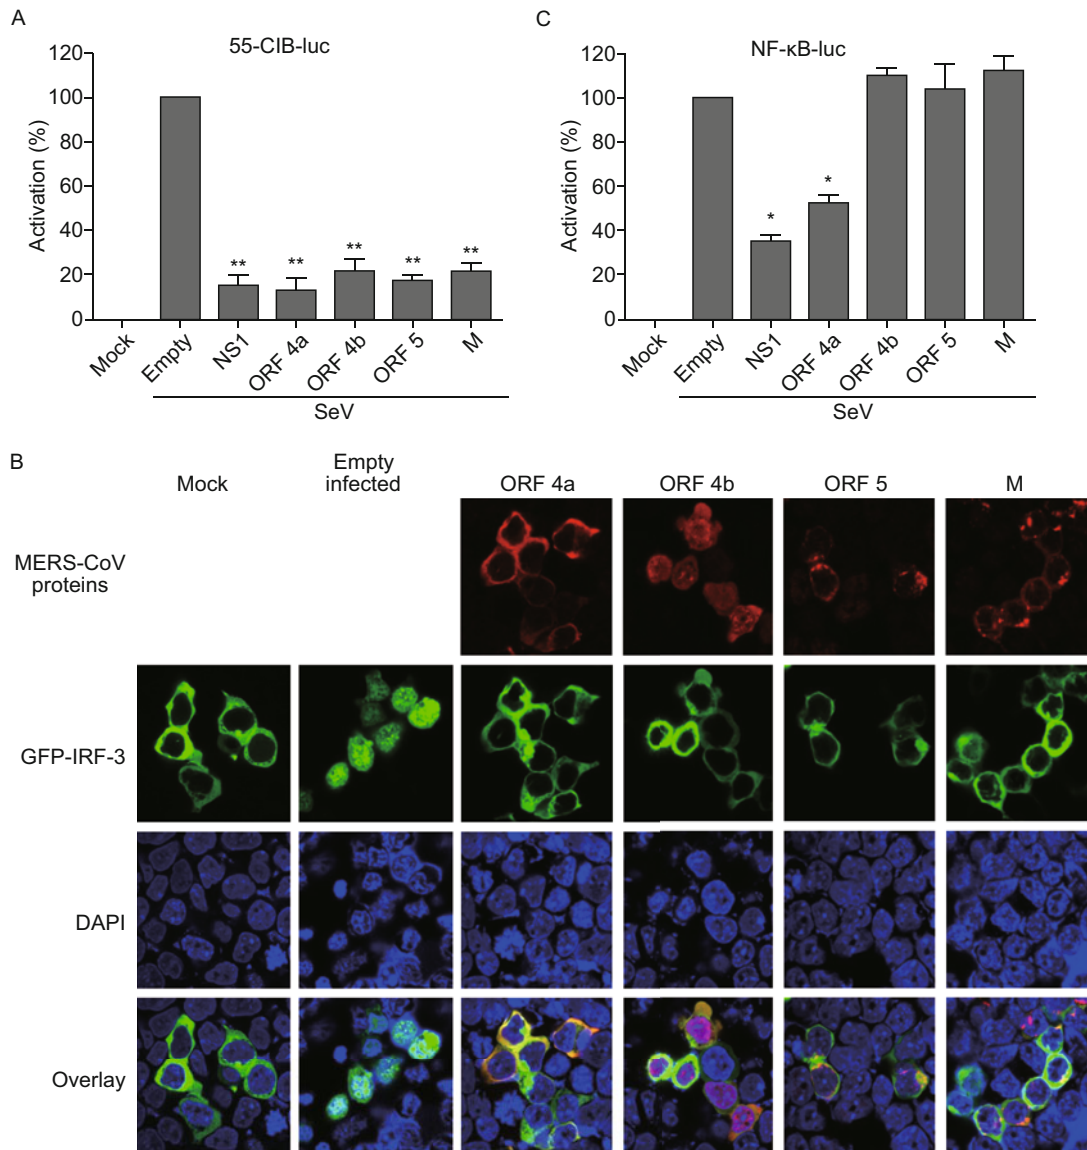 A
55-CIB-luc
Activation (%)
120
100
80
60
40
20
0
**
**
**
**
**
Mock
Empty
NS1
ORF 4a
ORF 4b
ORF 5
M
SeV
C
NF-κB-luc
Activation (%)
120
100
80
60
40
20
0
*
*
Mock
Empty
NS1
ORF 4a
ORF 4b
ORF 5
M
SeV
B
Mock
Empty
infected
ORF 4a
ORF 4b
ORF 5
M
MERS-CoV
proteins
GFP-IRF-3
DAPI
Overlay